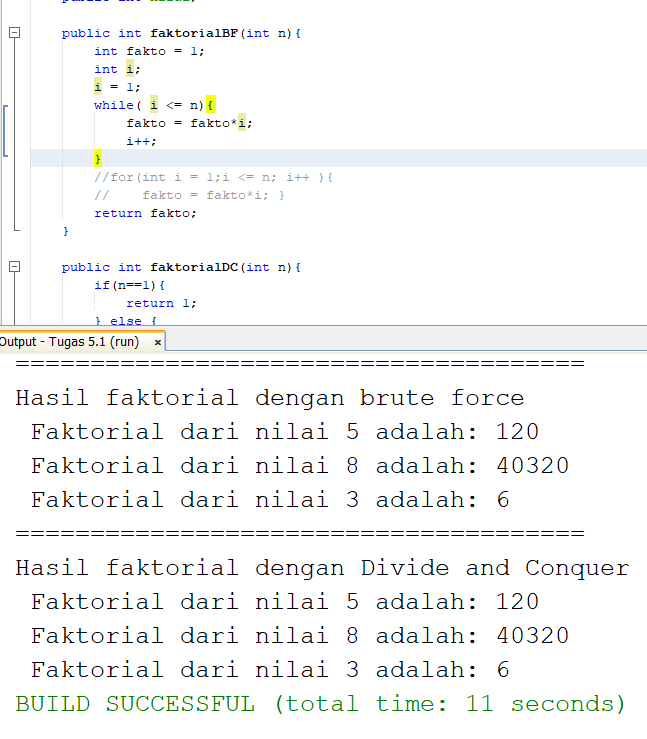 public int faktorialBF(int n){
int fakto = 1;
int i;
i = 1;
while( i <= n){
fakto = fakto*i;
i++;
}
//for(int i = 1;i <= n; i++ ){
//    fakto = fakto*i; }
return fakto;
}
public int faktorialDC(int n){
if(n==1){
return 1;
} else {
Output - Tugas 5.1 (run) ×
======================================
Hasil faktorial dengan brute force
Faktorial dari nilai 5 adalah: 120
Faktorial dari nilai 8 adalah: 40320
Faktorial dari nilai 3 adalah: 6
======================================
Hasil faktorial dengan Divide and Conquer
Faktorial dari nilai 5 adalah: 120
Faktorial dari nilai 8 adalah: 40320
Faktorial dari nilai 3 adalah: 6
BUILD SUCCESSFUL (total time: 11 seconds)